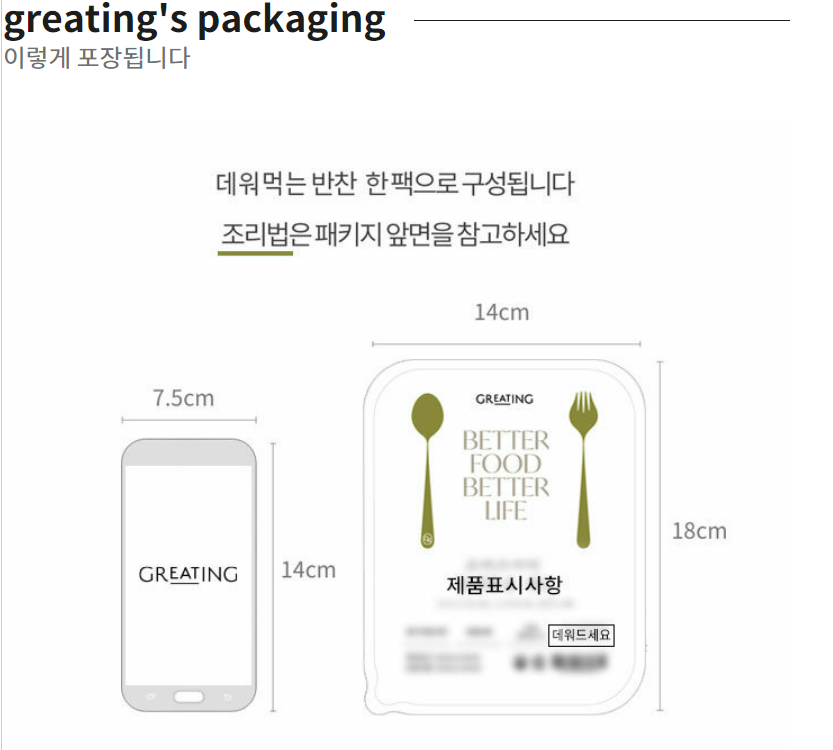 greating's packaging
이렇게 포장됩니다
데워먹는 반찬 한팩으로 구성됩니다
조리법은 패키지 앞면을 참고하세요
14cm
7.5cm
GREATING
BETTER
FOOD
BETTER
LIFE
18cm
GREATING
14cm
제품표시사항
데워드세요